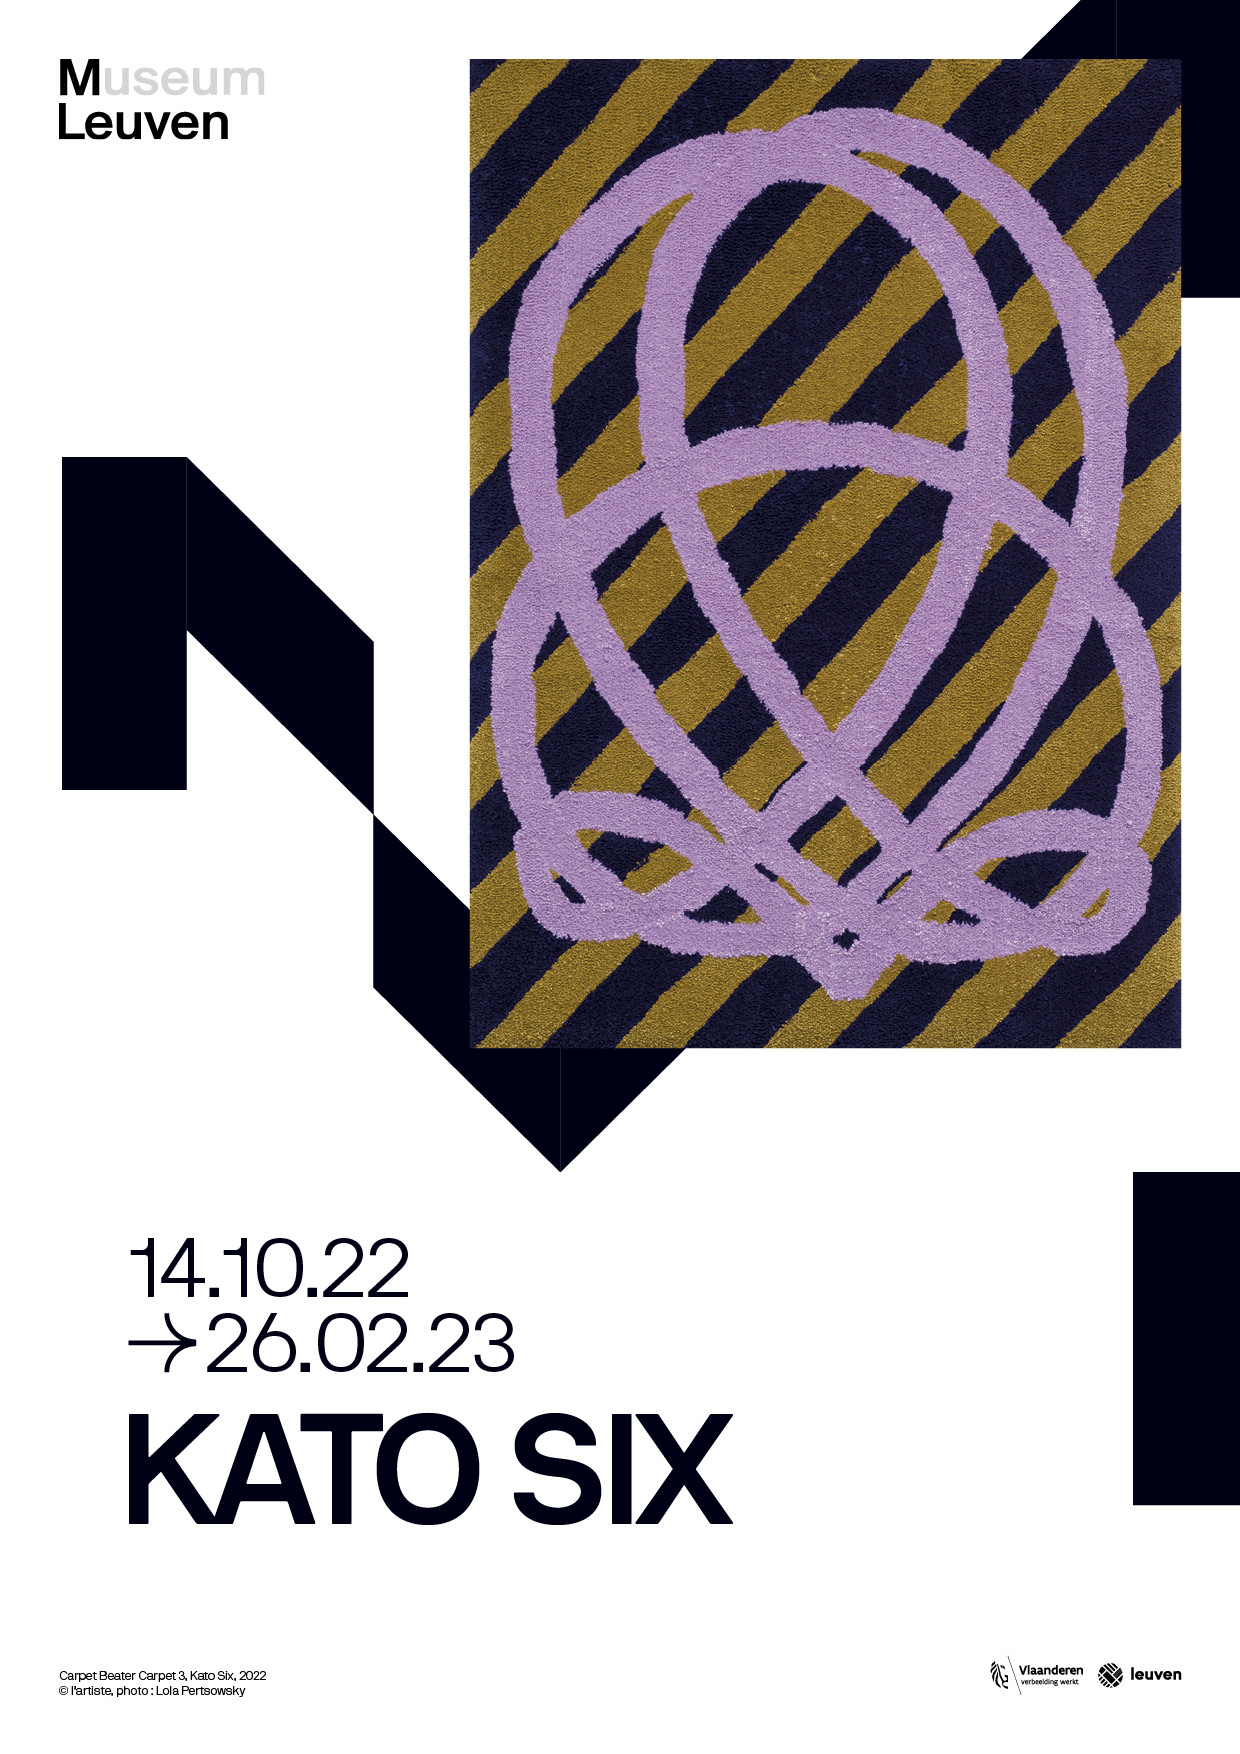 Museum
Leuven
14.10.22
→26.02.23
KATO SIX
Carpet Beater Carpet 3, Kato Six, 2022
© l'artiste, photo : Lola Pertsowsky
Vlaanderen
verbeelding werkt
leuven